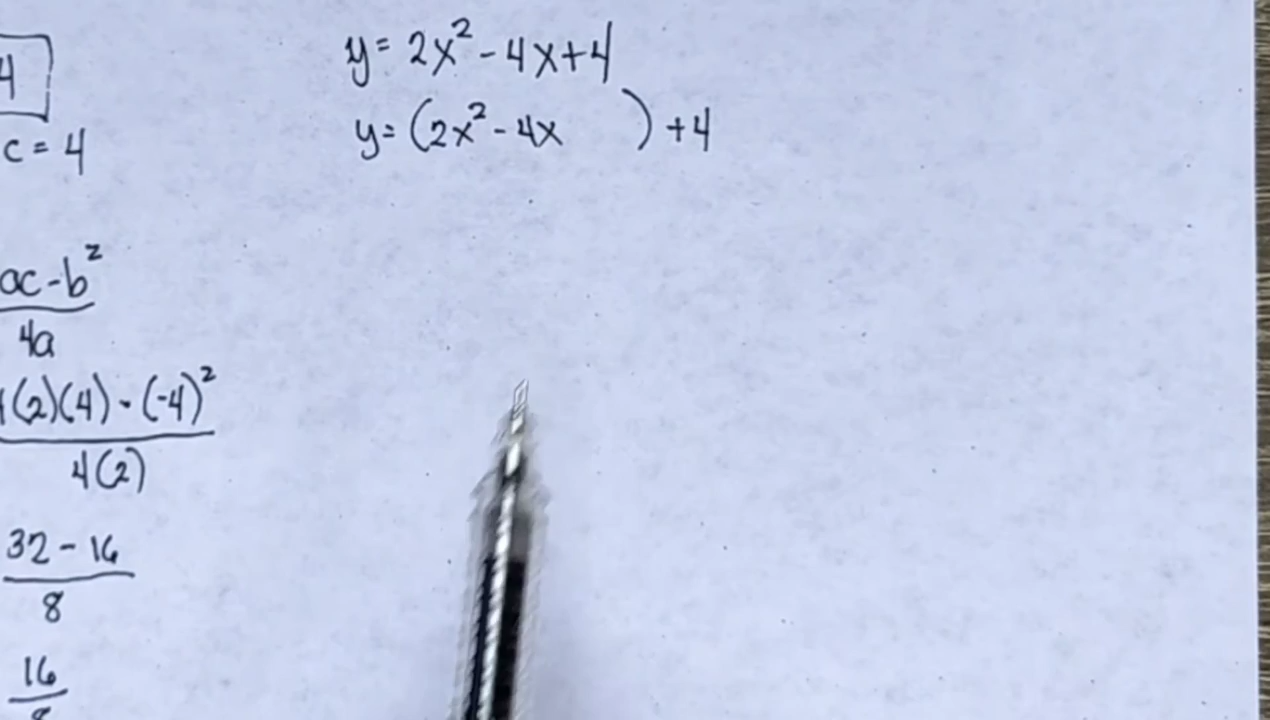 4
c = 4
ac - b²
4a
(2)(4) - (-4)²
4(2)
32 - 16
8
16
8
y = 2x² - 4x + 4
y = (2x² - 4x ) + 4